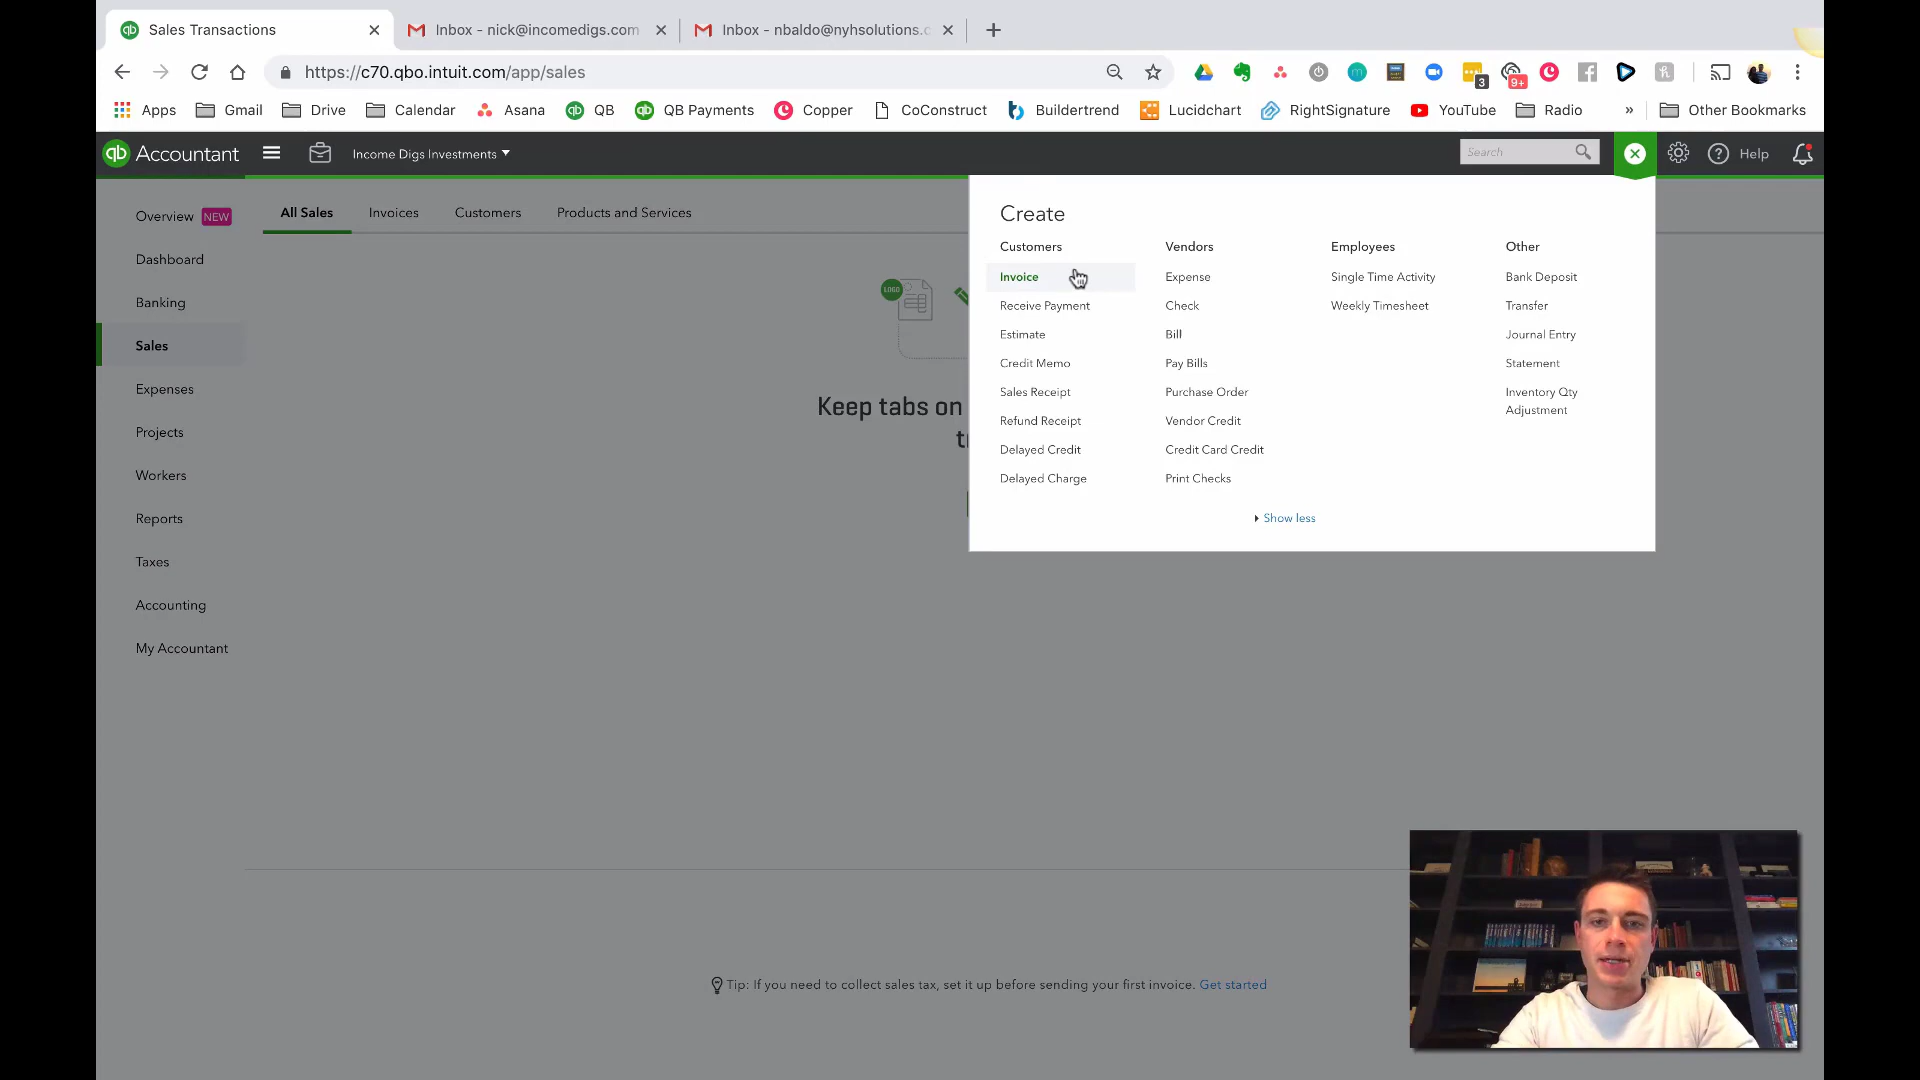 Sales Transactions
Inbox - nick@incomedigs.com
Inbox - nbaldo@nyhsolutions.c
https://c70.qbo.intuit.com/app/sales
3
9+
Apps
Gmail
Drive
Calendar
Asana
QB
QB Payments
Copper
CoConstruct
Buildertrend
Lucidchart
RightSignature
YouTube
Radio
»
Other Bookmarks
qb Accountant
Income Digs Investments
Search
Help
Overview NEW
Dashboard
Banking
Sales
Expenses
Projects
Workers
Reports
Taxes
Accounting
My Accountant
All Sales
Invoices
Customers
Products and Services
LOGO
Keep tabs on
t
Create
Customers
Invoice
Receive Payment
Estimate
Credit Memo
Sales Receipt
Refund Receipt
Delayed Credit
Delayed Charge
Vendors
Expense
Check
Bill
Pay Bills
Purchase Order
Vendor Credit
Credit Card Credit
Print Checks
Employees
Single Time Activity
Weekly Timesheet
Other
Bank Deposit
Transfer
Journal Entry
Statement
Inventory Qty
Adjustment
Show less
Tip: If you need to collect sales tax, set it up before sending your first invoice. Get started